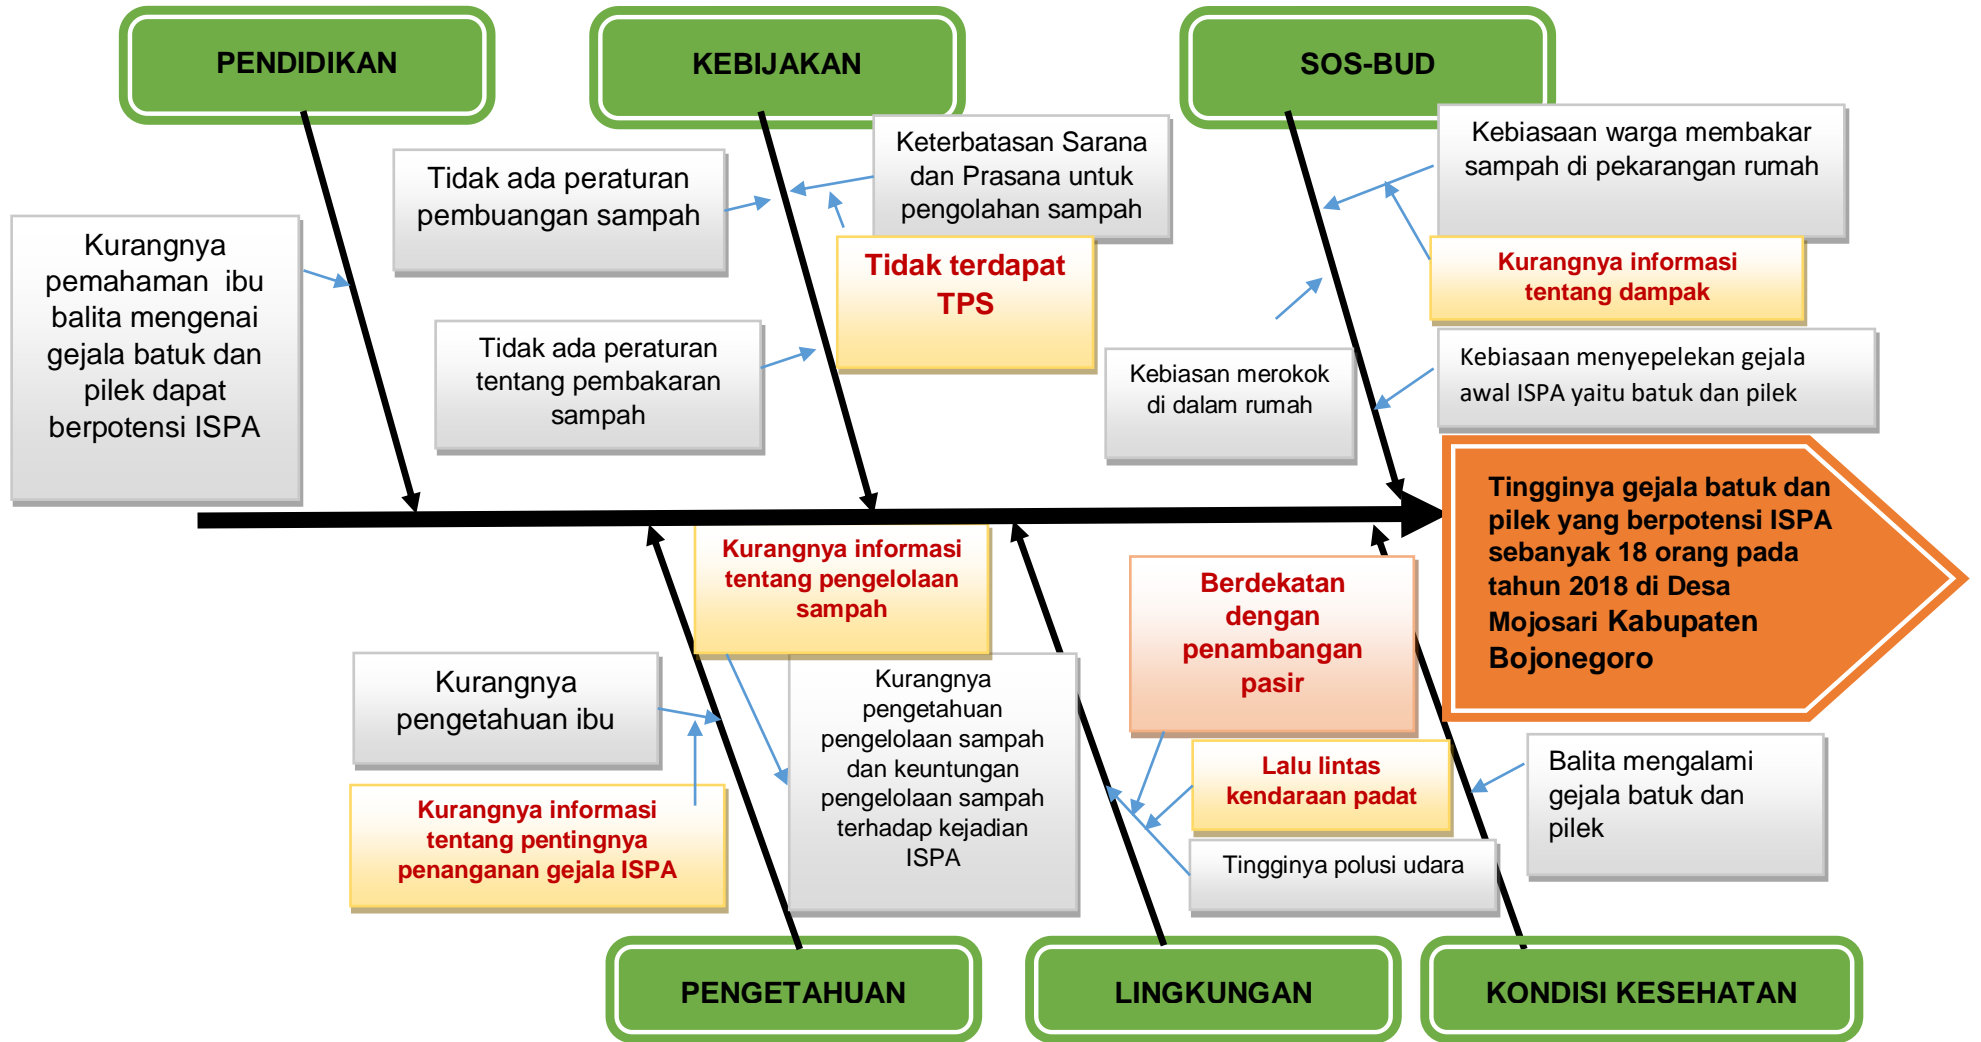 PENDIDIKAN
KEBIJAKAN
SOS-BUD
Kurangnya
pemahaman ibu
balita mengenai
gejala batuk dan
pilek dapat
berpotensi ISPA
Tidak ada peraturan
pembuangan sampah
Keterbatasan Sarana
dan Prasana untuk
pengolahan sampah
Tidak terdapat
TPS
Tidak ada peraturan
tentang pembakaran
sampah
Kebiasaan warga membakar
sampah di pekarangan rumah
Kurangnya informasi
tentang dampak
Kebiasan merokok
di dalam rumah
Kebiasaan menyepelekan gejala
awal ISPA yaitu batuk dan pilek
Tingginya gejala batuk dan
pilek yang berpotensi ISPA
sebanyak 18 orang pada
tahun 2018 di Desa
Mojosari Kabupaten
Bojonegoro
Kurangnya informasi
tentang pengelolaan
sampah
Kurangnya
pengetahuan ibu
Kurangnya informasi
tentang pentingnya
penanganan gejala ISPA
Kurangnya
pengetahuan
pengelolaan sampah
dan keuntungan
pengelolaan sampah
terhadap kejadian
ISPA
Berdekatan
dengan
penambangan
pasir
Lalu lintas
kendaraan padat
Tingginya polusi udara
Balita mengalami
gejala batuk dan
pilek
PENGETAHUAN
LINGKUNGAN
KONDISI KESEHATAN